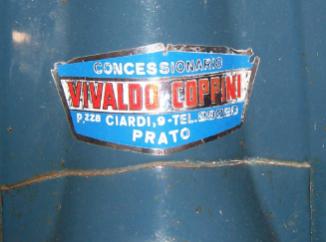 CONCESSIONARIO
VIVALDO COPPINI
P.zza CIARDI, 9-TEL.
PRATO